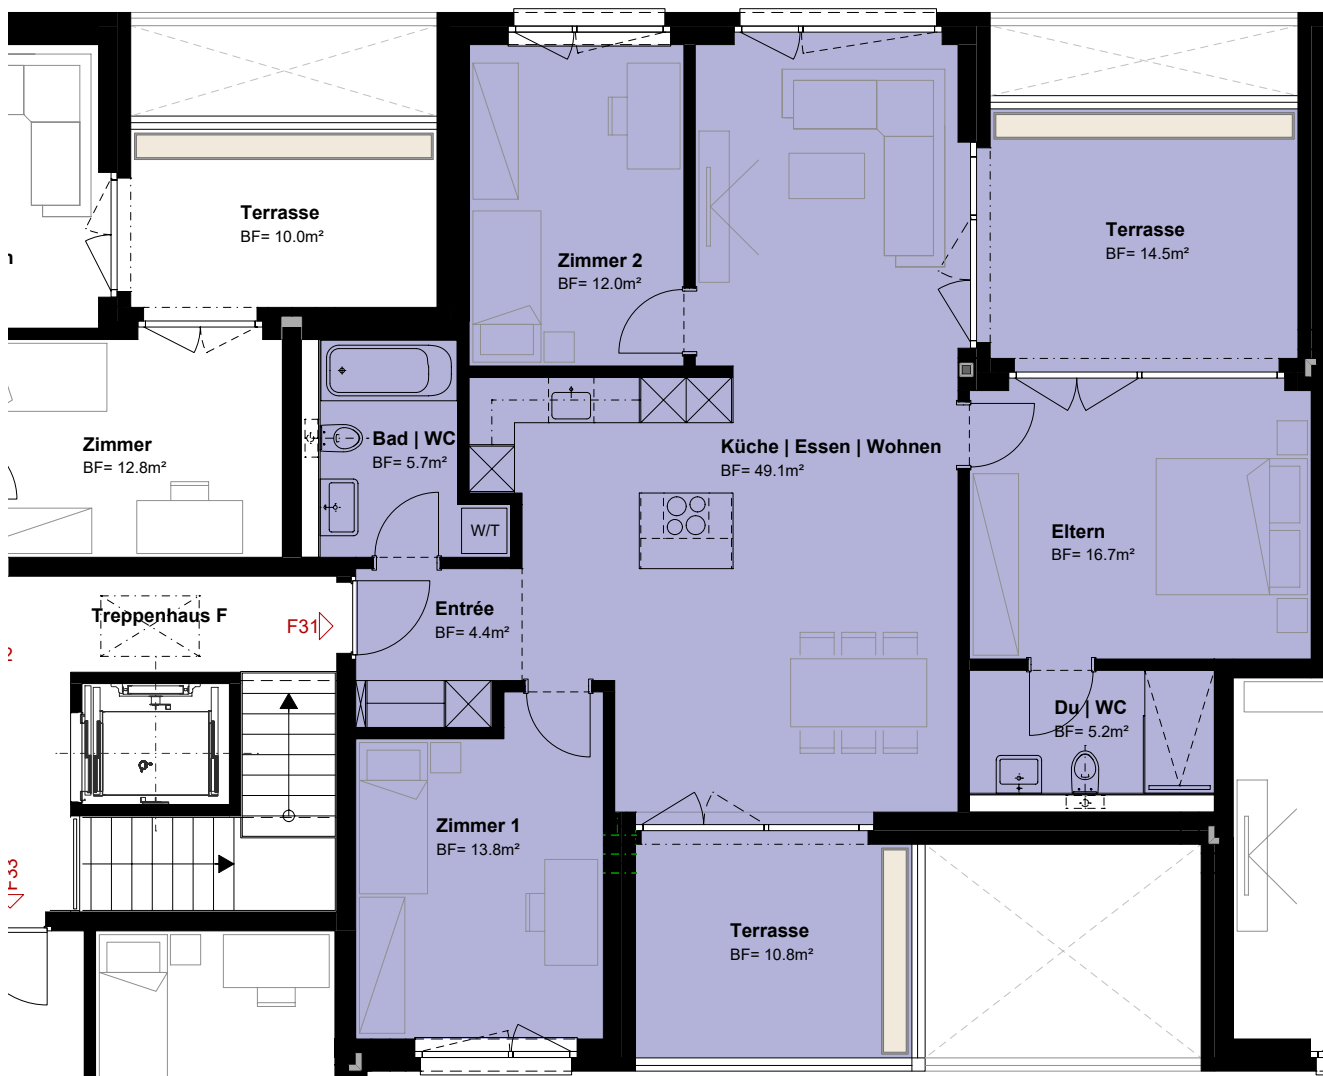 Terrasse
BF= 10.0m²
Zimmer 2
BF= 12.0m²
Terrasse
BF= 14.5m²
n
Zimmer
BF= 12.8m²
Bad | WC
BF= 5.7m²
Küche | Essen | Wohnen
BF= 49.1m²
W/T
Eltern
BF= 16.7m²
Treppenhaus F
F31
Entrée
BF= 4.4m²
Du | WC
BF= 5.2m²
Zimmer 1
BF= 13.8m²
F33
Terrasse
BF= 10.8m²